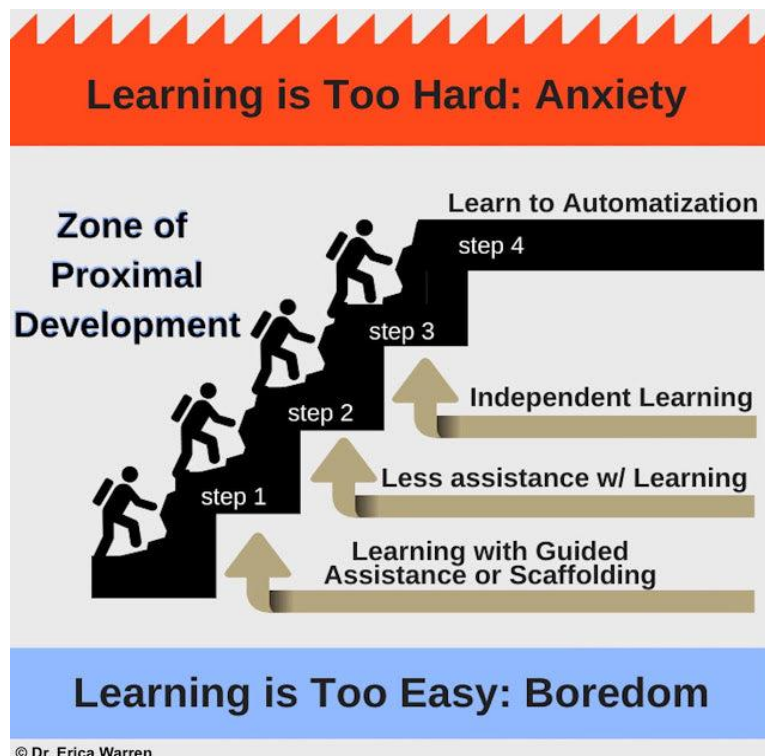 Learning is Too Hard: Anxiety
Zone of
Proximal
Development
Learn to Automatization
step 4
step 3
Independent Learning
step 2
Less assistance w/ Learning
step 1
Learning with Guided
Assistance or Scaffolding
Learning is Too Easy: Boredom
© Dr. Erica Warren